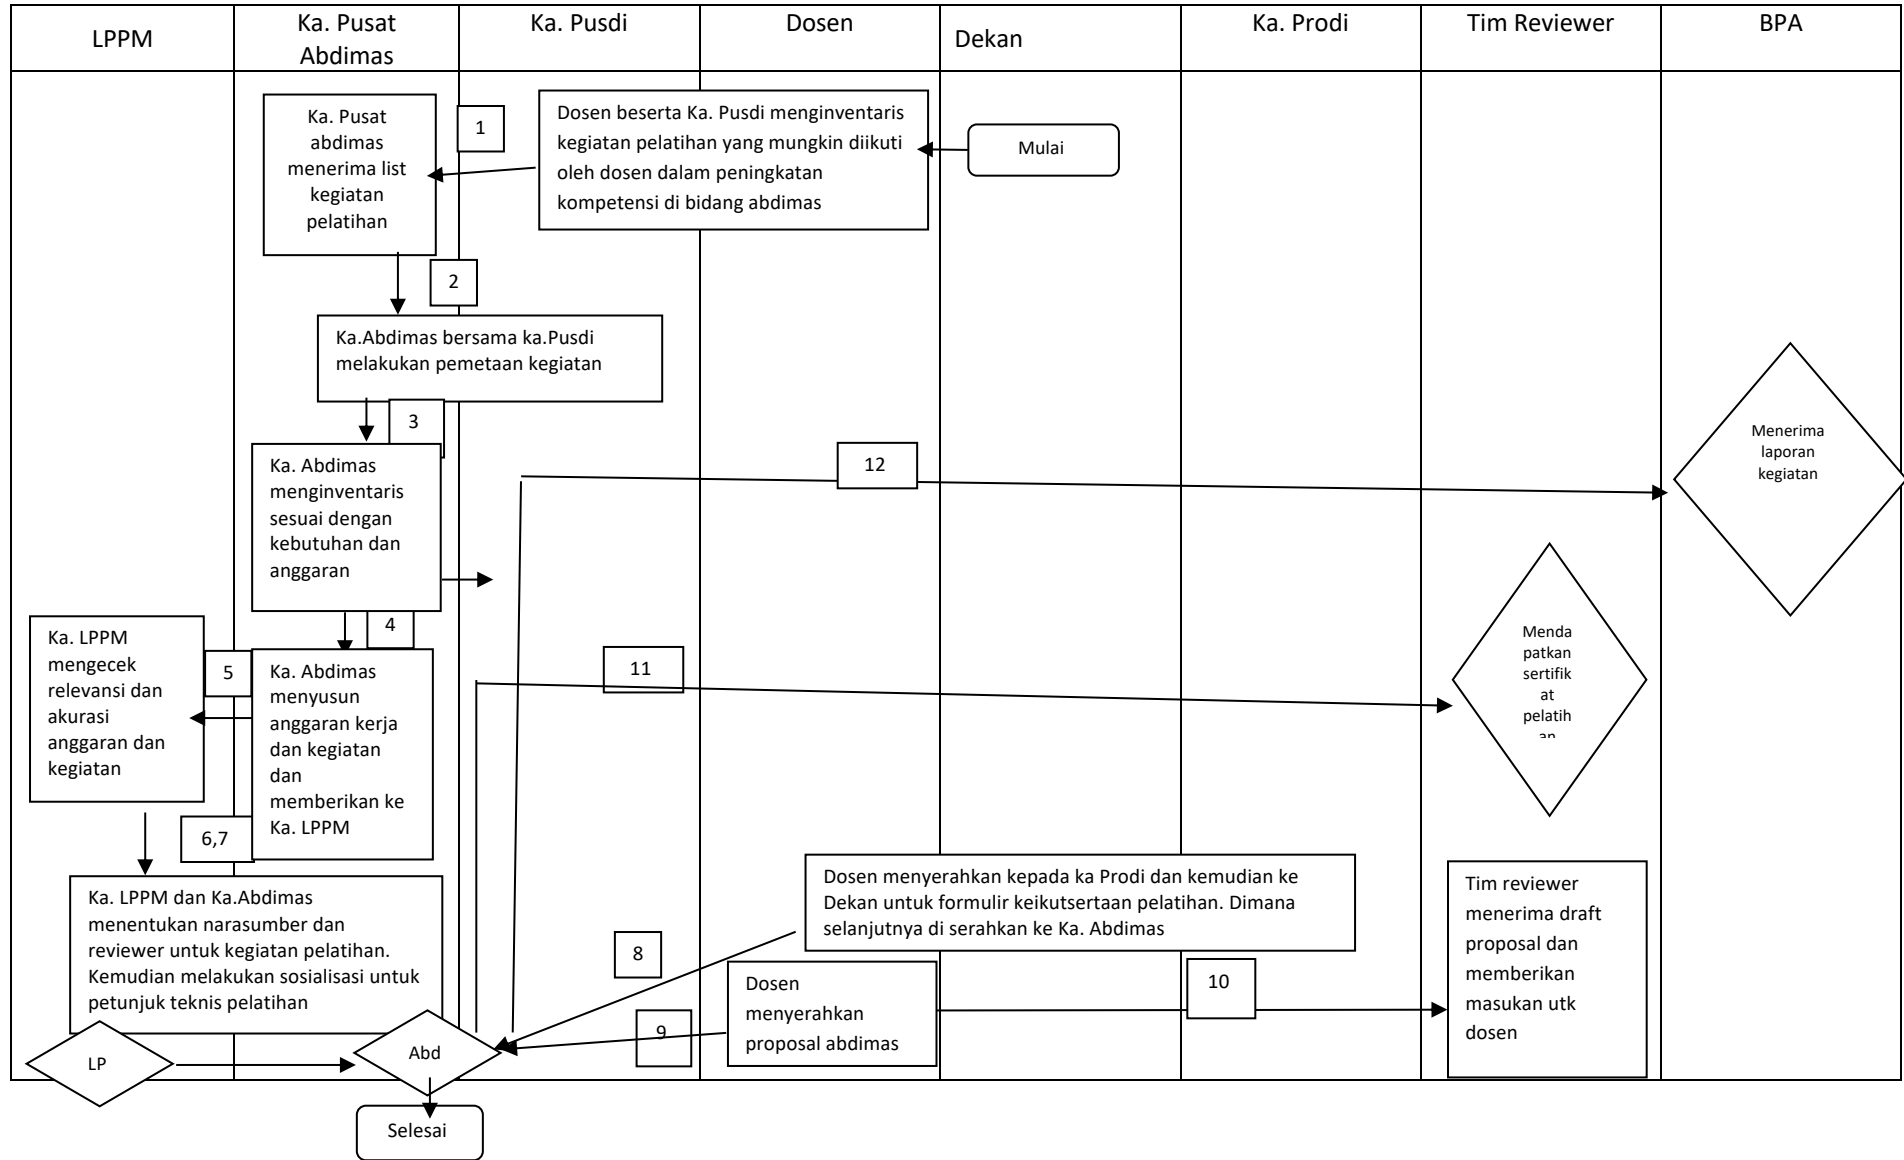 LPPM
Ka. Pusat
Abdimas
Ka. Pusdi
Dosen
Dekan
Ka. Prodi
Tim Reviewer
BPA
Ka. Pusat
abdimas
menerima list
kegiatan
pelatihan
1
Dosen beserta Ka. Pusdi menginventaris
kegiatan pelatihan yang mungkin diikuti
oleh dosen dalam peningkatan
kompetensi di bidang abdimas
Mulai
2
Ka.Abdimas bersama ka.Pusdi
melakukan pemetaan kegiatan
3
Ka. Abdimas
menginventaris
sesuai dengan
kebutuhan dan
anggaran
12
Menerima
laporan
kegiatan
4
Ka. LPPM
mengecek
relevansi dan
akurasi
anggaran dan
kegiatan
5
Ka. Abdimas
menyusun
anggaran kerja
dan kegiatan
dan
memberikan ke
Ka. LPPM
11
Menda
patkan
sertifik
at
pelatih
an
6,7
Ka. LPPM dan Ka.Abdimas
menentukan narasumber dan
reviewer untuk kegiatan pelatihan.
Kemudian melakukan sosialisasi untuk
petunjuk teknis pelatihan
Dosen menyerahkan kepada ka Prodi dan kemudian ke
Dekan untuk formulir keikutsertaan pelatihan. Dimana
selanjutnya di serahkan ke Ka. Abdimas
8
Dosen
menyerahkan
proposal abdimas
9
10
Tim reviewer
menerima draft
proposal dan
memberikan
masukan utk
dosen
LP
Abd
Selesai